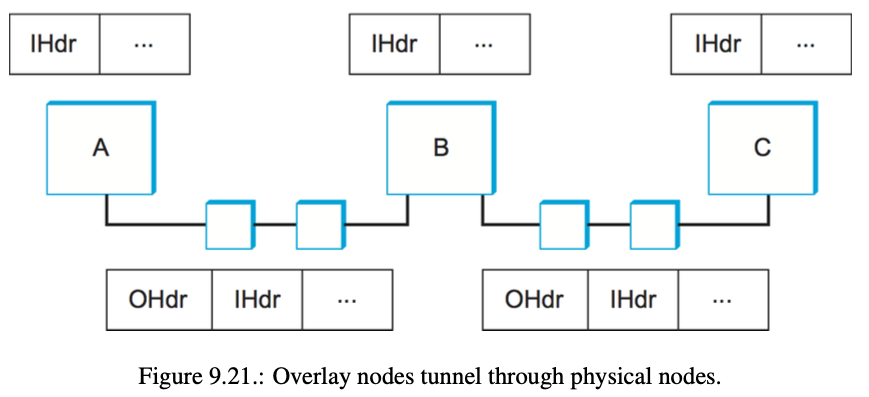 IHdr ... IHdr ... IHdr ...
A B C
OHdr IHdr ... OHdr IHdr ...
Figure 9.21.: Overlay nodes tunnel through physical nodes.